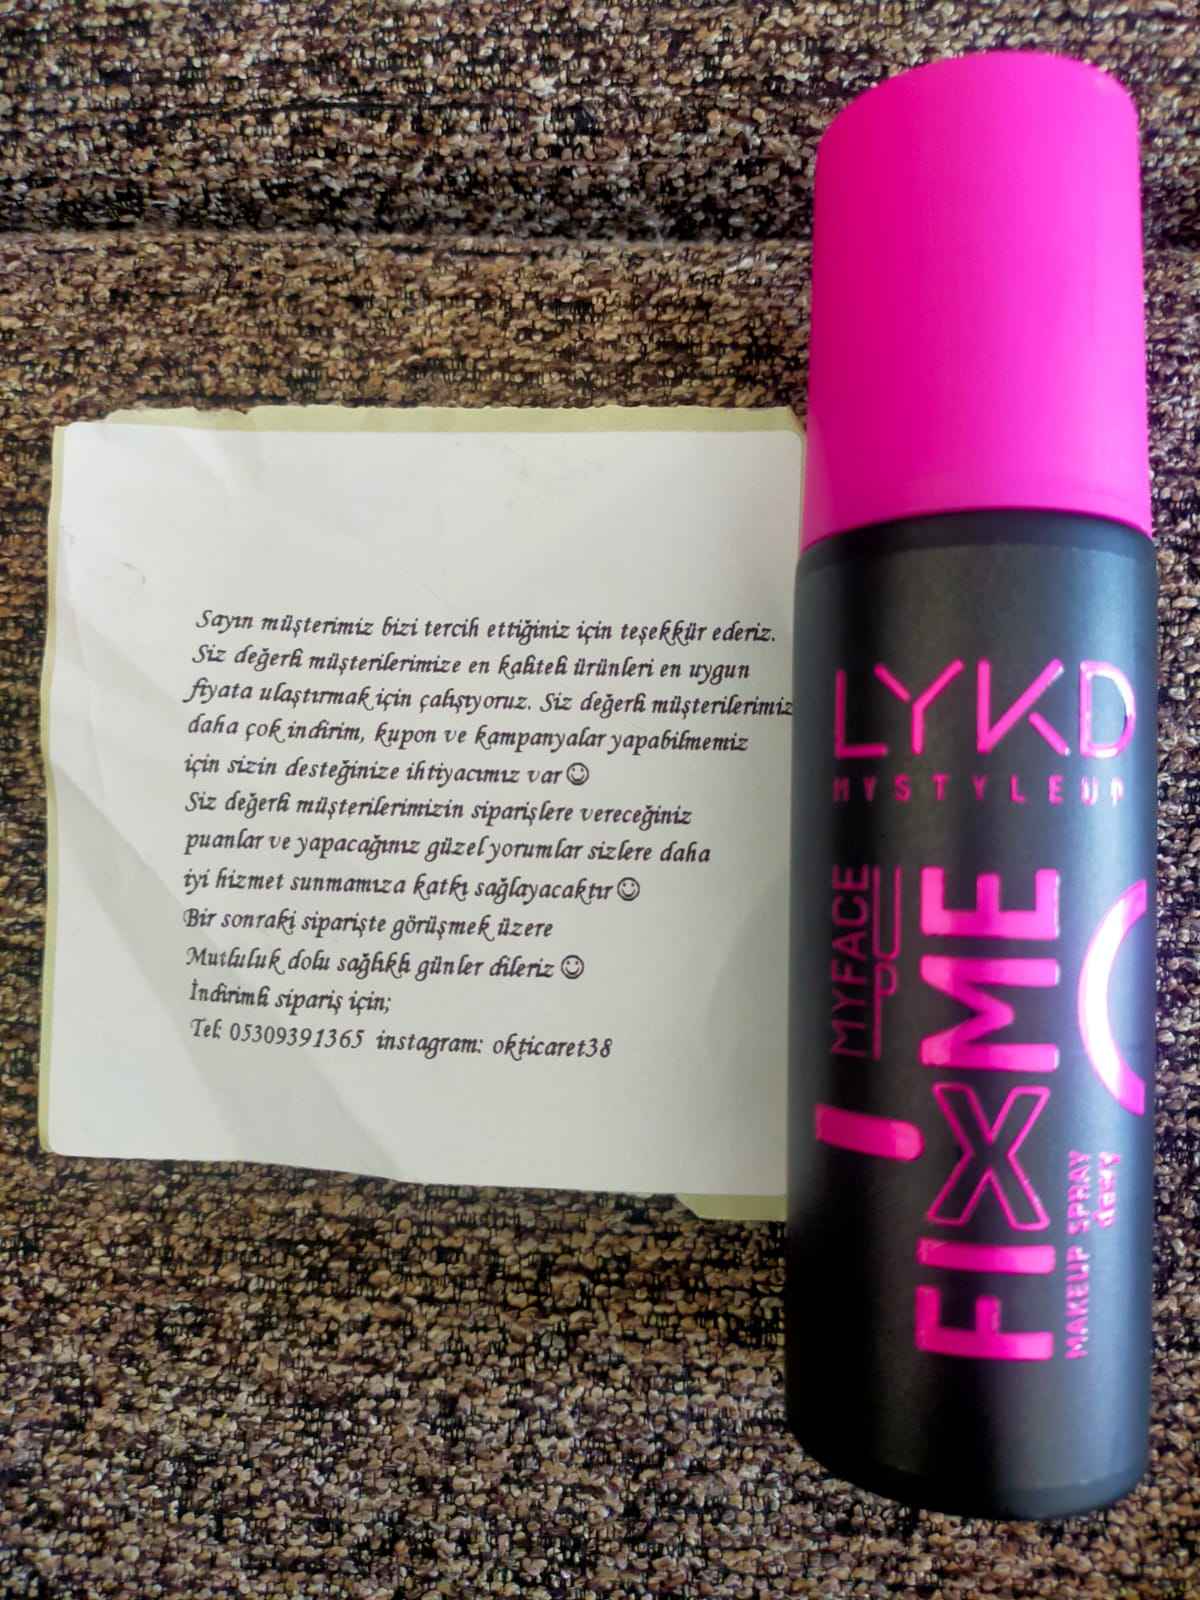 Sayın müşterimiz bizi tercih ettiğiniz için teşekkür ederiz.
Siz değerli müşterilerimize en kaliteli ürünleri en uygun
fiyata ulaştırmak için çalışıyoruz. Siz değerli müşterilerimiz
daha çok indirim, kupon ve kampanyalar yapabilmemiz
için sizin desteğinize ihtiyacımız var☺
Siz değerli müşterilerimizin siparişlere vereceğiniz
puanlar ve yapacağınız güzel yorumlar sizlere daha
iyi hizmet sunmamıza katkı sağlayacaktır☺
Bir sonraki siparişte görüşmek üzere
Mutluluk dolu sağlıklı günler dileriz☺
İndirimli sipariş için;
Tel: 05309391365 instagram: okticaret38
LYKD
MYSTYLEUP
MYFACE
FIXME
MAKEUP SPRAY
dewy